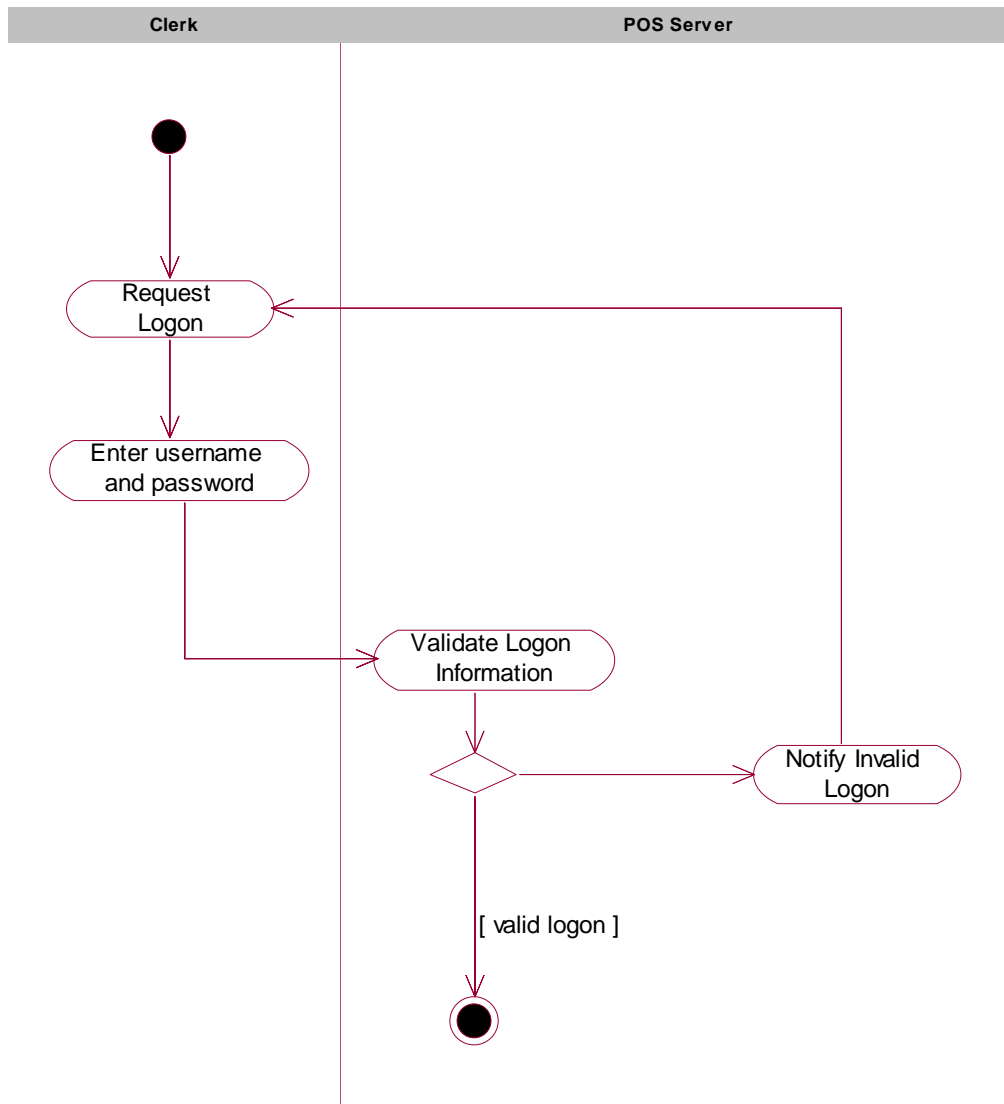 Clerk
POS Server
Request
Logon
Enter username
and password
Validate Logon
Information
Notify Invalid
Logon
[ valid logon ]